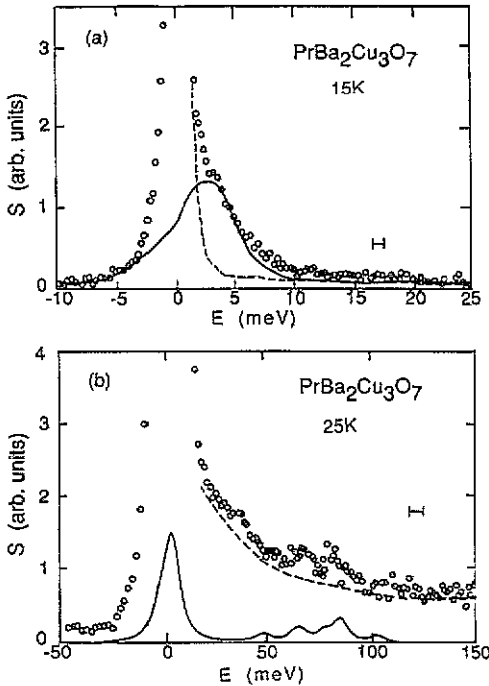 (a)
PrBa2Cu3O7
15K
S (arb. units)
3
2
1
0
-10 -5 0 5 10 15 20 25
E (meV)
(b)
PrBa2Cu3O7
25K
S (arb. units)
4
3
2
1
0
-50 0 50 100 150
E (meV)